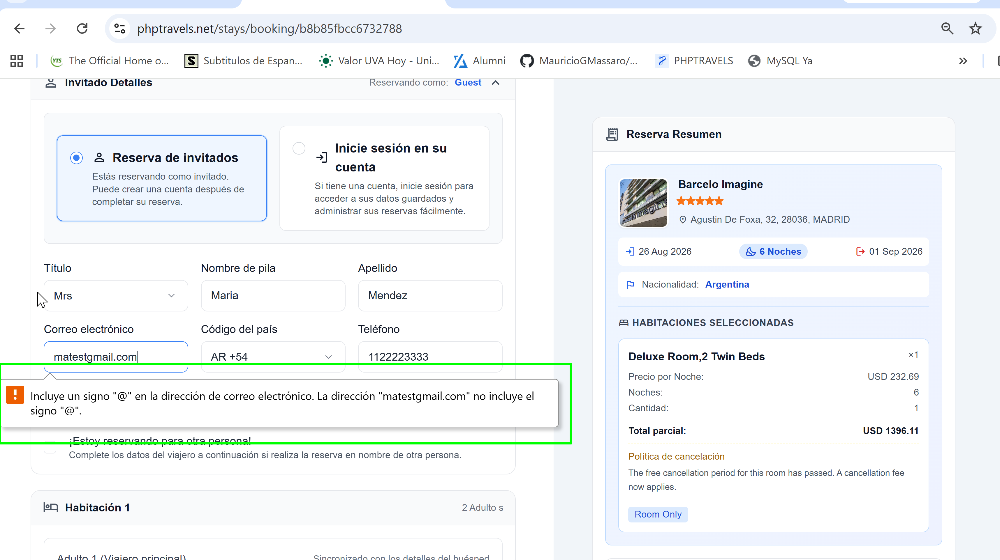 phptravels.net/stays/booking/b8b85fbcc6732788
YTS The Official Home o... S Subtitulos de Espan... Valor UVA Hoy - Uni... Alumni MauricioGMassaro/... PHPTRAVELS MySQL Ya
Invitado Detalles
Reservando como: Guest
Reserva de invitados
Estás reservando como invitado.
Puede crear una cuenta después de
completar su reserva.
Inicie sesión en su
cuenta
Si tiene una cuenta, inicie sesión para
acceder a sus datos guardados y
administrar sus reservas fácilmente.
Título
Nombre de pila
Apellido
Mrs
Maria
Mendez
Correo electrónico
Código del país
Teléfono
matestgmail.com
AR +54
1122223333
Incluye un signo "@" en la dirección de correo electrónico. La dirección "matestgmail.com" no incluye el
signo "@".
¡Estoy reservando para otra persona!
Complete los datos del viajero a continuación si realiza la reserva en nombre de otra persona.
Habitación 1
2 Adulto s
Adulto 1 (Viajero principal)
Sincronizado con los detalles del huésped
Reserva Resumen
Barcelo Imagine
Agustin De Foxa, 32, 28036, MADRID
26 Aug 2026
6 Noches
01 Sep 2026
Nacionalidad: Argentina
HABITACIONES SELECCIONADAS
Deluxe Room,2 Twin Beds
×1
Precio por Noche: USD 232.69
Noches: 6
Cantidad: 1
Total parcial: USD 1396.11
Política de cancelación
The free cancellation period for this room has passed. A cancellation fee
now applies.
Room Only